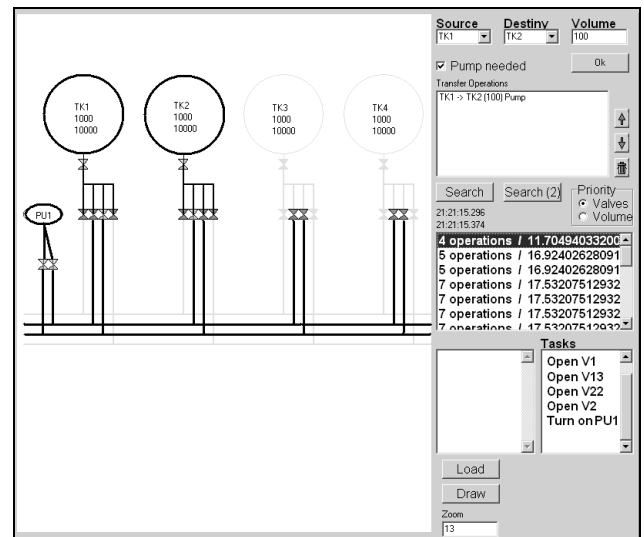 Source Destiny Volume
TK1 TK2 100
Pump needed
Ok
Transfer Operations
TK1 -> TK2 (100) Pump
Search Search (2)
Priority
Valves
Volume
21:21:15.296
21:21:15.374
4 operations / 11.70494033200
5 operations / 16.92402628091
5 operations / 16.92402628091
7 operations / 17.53207512932
7 operations / 17.53207512932
7 operations / 17.53207512932
7 operations / 17.53207512932
Tasks
Open V1
Open V13
Open V22
Open V2
Turn on PU1
Load
Draw
Zoom
13
TK1
1000
10000
TK2
1000
10000
TK3
1000
10000
TK4
1000
10000
PU1